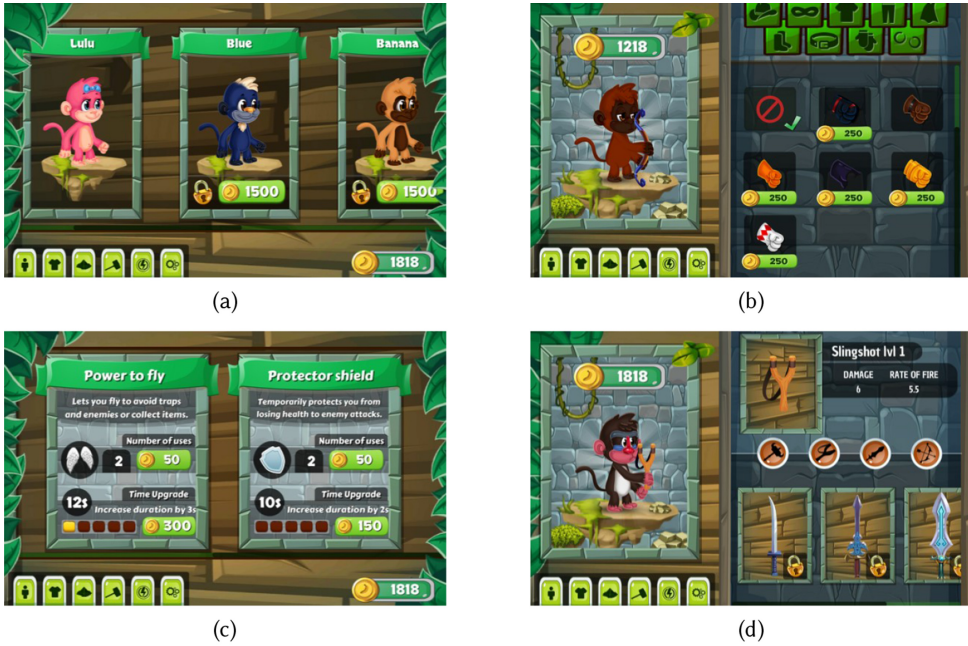 Lulu
Blue
Banana
1500
1500
1818
(a)
1218
250
250
250
250
250
(b)
Power to fly
Lets you fly to avoid traps
and enemies or collect items.
Number of uses
2
50
12s
Time Upgrade
Increase duration by 3s
300
Protector shield
Temporarily protects you from
losing health to enemy attacks.
Number of uses
2
50
10s
Time Upgrade
Increase duration by 2s
150
1818
(c)
1818
Slingshot lvl 1
DAMAGE
RATE OF FIRE
6
5.5
(d)